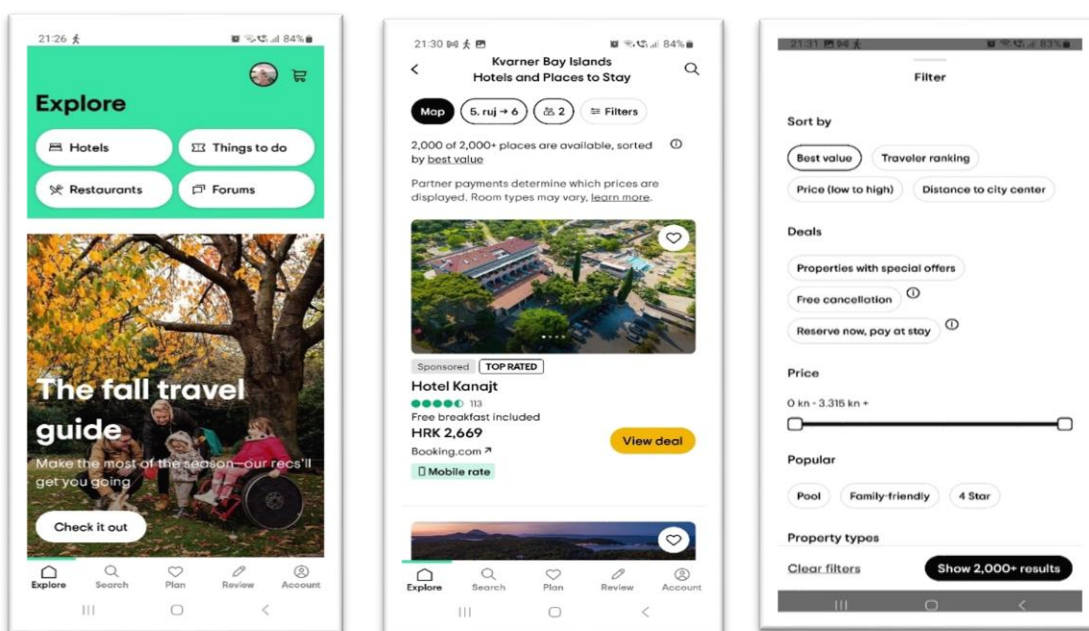 21:26
84%
Explore
Hotels
Things to do
Restaurants
Forums
The fall travel
guide
Make the most of the season—our recs'll
get you going
Check it out
Explore
Search
Plan
Review
Account
21:30
84%
Kvarner Bay Islands
Hotels and Places to Stay
Map
5. ruj → 6
2
Filters
2,000 of 2,000+ places are available, sorted
by best value
Partner payments determine which prices are
displayed. Room types may vary, learn more.
Sponsored
TOP RATED
Hotel Kanajt
113
Free breakfast included
HRK 2,669
View deal
Booking.com ↗
Mobile rate
Explore
Search
Plan
Review
Account
21:31
83%
Filter
Sort by
Best value
Traveler ranking
Price (low to high)
Distance to city center
Deals
Properties with special offers
Free cancellation
Reserve now, pay at stay
Price
0 kn - 3.315 kn +
Popular
Pool
Family-friendly
4 Star
Property types
Clear filters
Show 2,000+ results